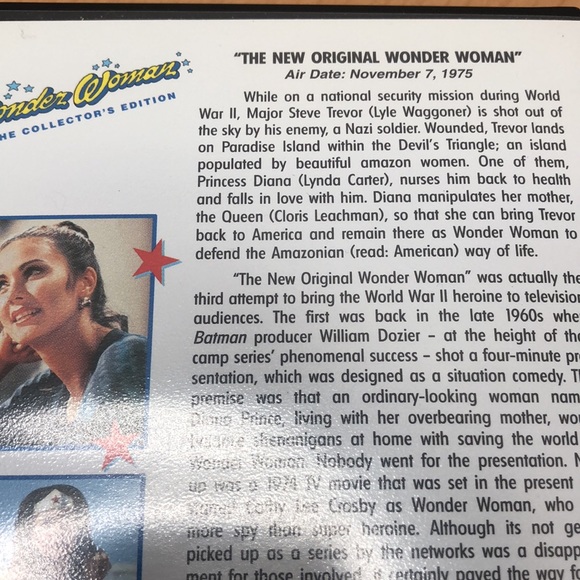 Wonder Woman
THE COLLECTOR'S EDITION
"THE NEW ORIGINAL WONDER WOMAN"
Air Date: November 7, 1975
While on a national security mission during World
War II, Major Steve Trevor (Lyle Waggoner) is shot out of
the sky by his enemy, a Nazi soldier. Wounded, Trevor lands
on Paradise Island within the Devil's Triangle; an island
populated by beautiful amazon women. One of them,
Princess Diana (Lynda Carter), nurses him back to health
and falls in love with him. Diana manipulates her mother,
the Queen (Cloris Leachman), so that she can bring Trevor
back to America and remain there as Wonder Woman to
defend the Amazonian (read: American) way of life.
"The New Original Wonder Woman" was actually the
third attempt to bring the World War II heroine to television
audiences. The first was back in the late 1960s whe
Batman producer William Dozier – at the height of the
camp series' phenomenal success – shot a four-minute pre
sentation, which was designed as a situation comedy. Th
premise was that an ordinary-looking woman nam
Diana Prince, living with her overbearing mother, wou
balance shenanigans at home with saving the world
Wonder Woman. Nobody went for the presentation. N
up was a 1974 TV movie that was set in the present
Cathy Lee Crosby as Wonder Woman, who
more spy than super heroine. Although its not ge
picked up as a series by the networks was a disapp
ment for those involved, it certainly paved the way fo